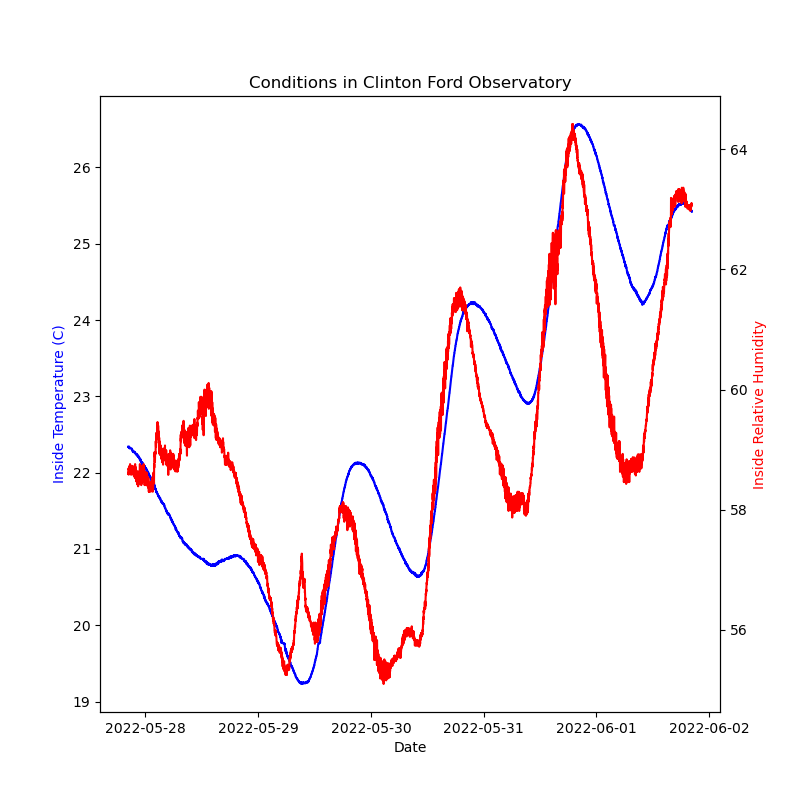 Conditions in Clinton Ford Observatory
Inside Temperature (C)
26
25
24
23
22
21
20
19
64
62
60
58
56
Inside Relative Humidity
2022-05-28 2022-05-29 2022-05-30 2022-05-31 2022-06-01 2022-06-02
Date